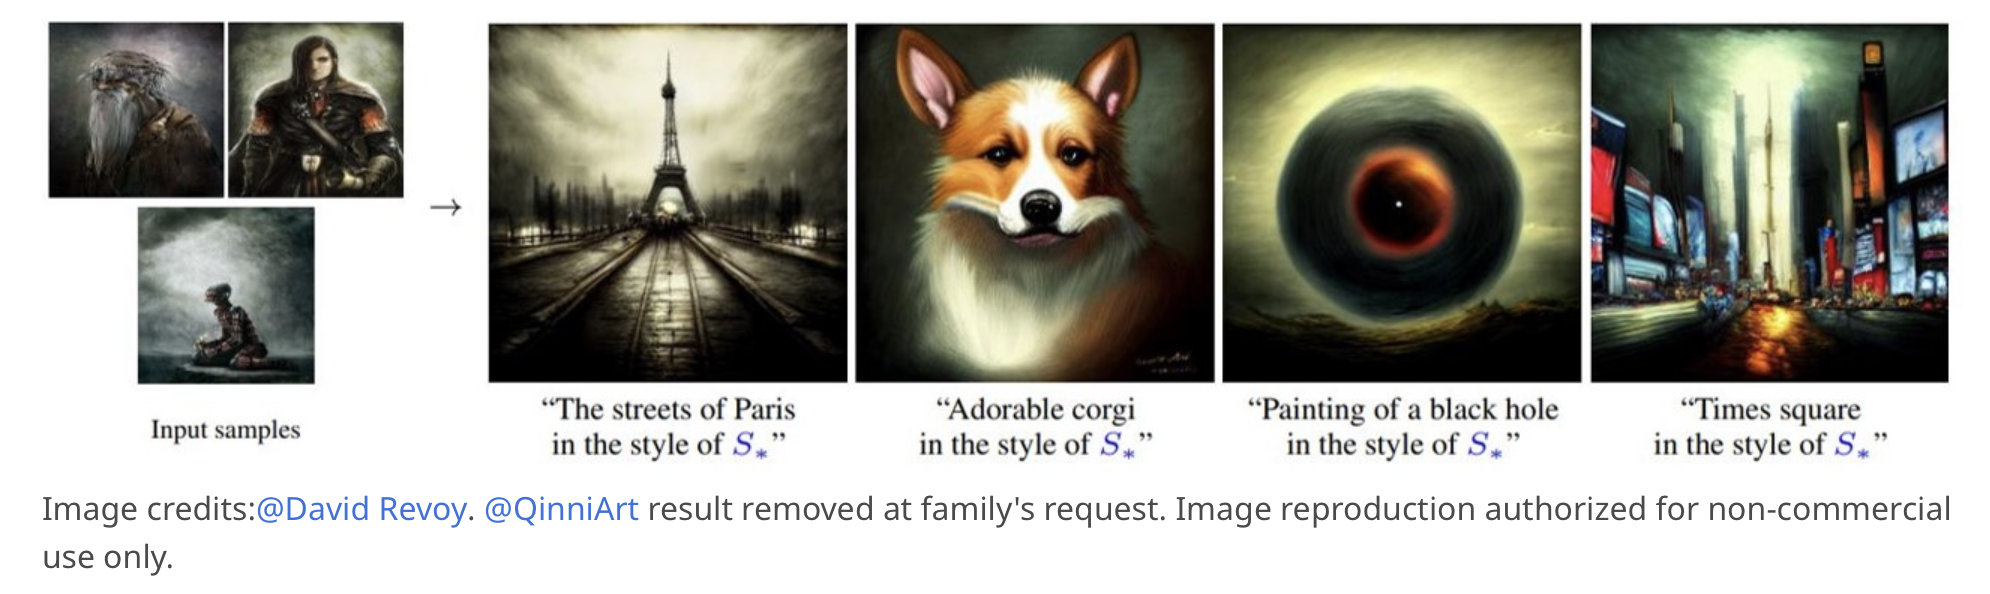 Input samples
→
“The streets of Paris
in the style of S*”
“Adorable corgi
in the style of S*”
“Painting of a black hole
in the style of S*”
“Times square
in the style of S*”
Image credits:@David Revoy. @QinniArt result removed at family's request. Image reproduction authorized for non-commercial
use only.